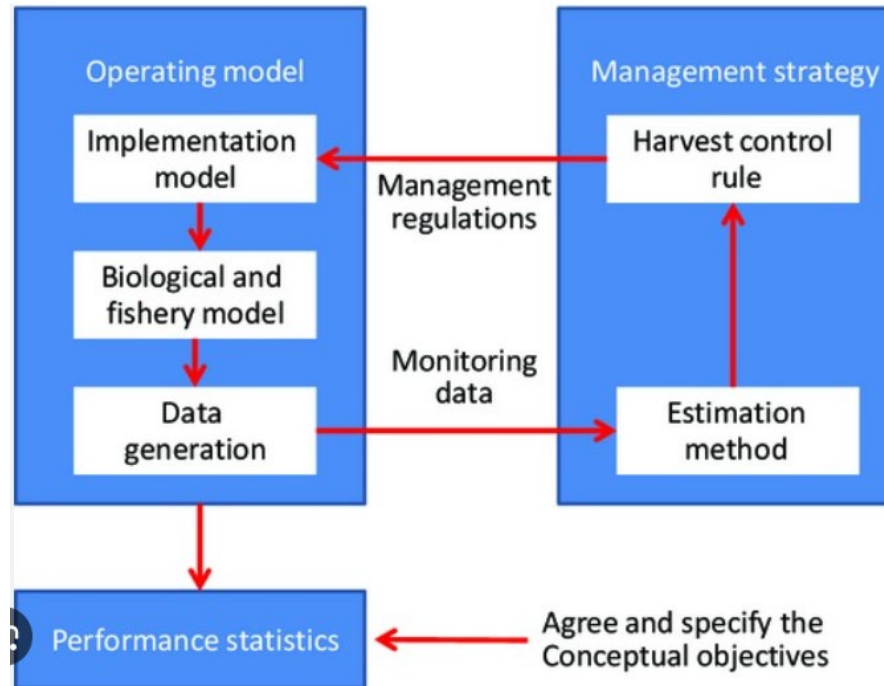 Operating model
Implementation
model
Biological and
fishery model
Data
generation
Management
regulations
Monitoring
data
Management strategy
Harvest control
rule
Estimation
method
Performance statistics
Agree and specify the
Conceptual objectives